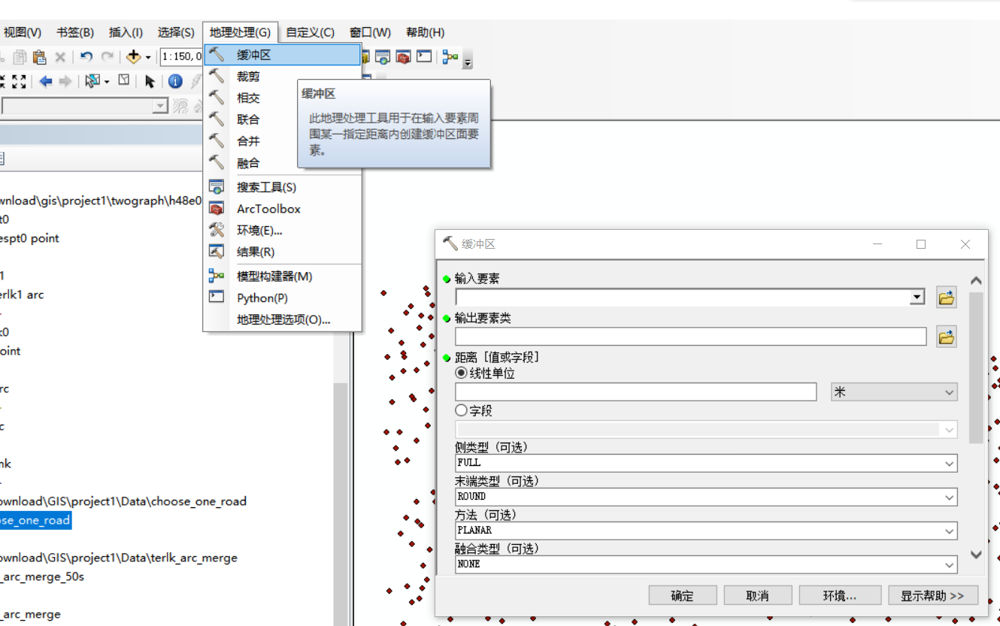 视图(V) 书签(B) 插入(I) 选择(S) 地理处理(G) 自定义(C) 窗口(W) 帮助(H)
1:150,0
缓冲区
裁剪
相交
联合
合并
融合
搜索工具(S)
ArcToolbox
环境(E)...
结果(R)
模型构建器(M)
Python(P)
地理处理选项(O)...
缓冲区
此地理处理工具用于在输入要素周
围某一指定距离内创建缓冲区面要
素。
wnload\gis\project1\twograph\h48e0
t0
espt0 point
1
erlk1 arc
0
oint
rc
c
nk
ownload\GIS\project1\Data\choose_one_road
se_one_road
ownload\GIS\project1\Data\terlk_arc_merge
_arc_merge_50s
_arc_merge
缓冲区
输入要素
输出要素类
距离 [值或字段]
线性单位
米
字段
侧类型 (可选)
FULL
末端类型 (可选)
ROUND
方法 (可选)
PLANAR
融合类型 (可选)
NONE
确定 取消 环境... 显示帮助 >>